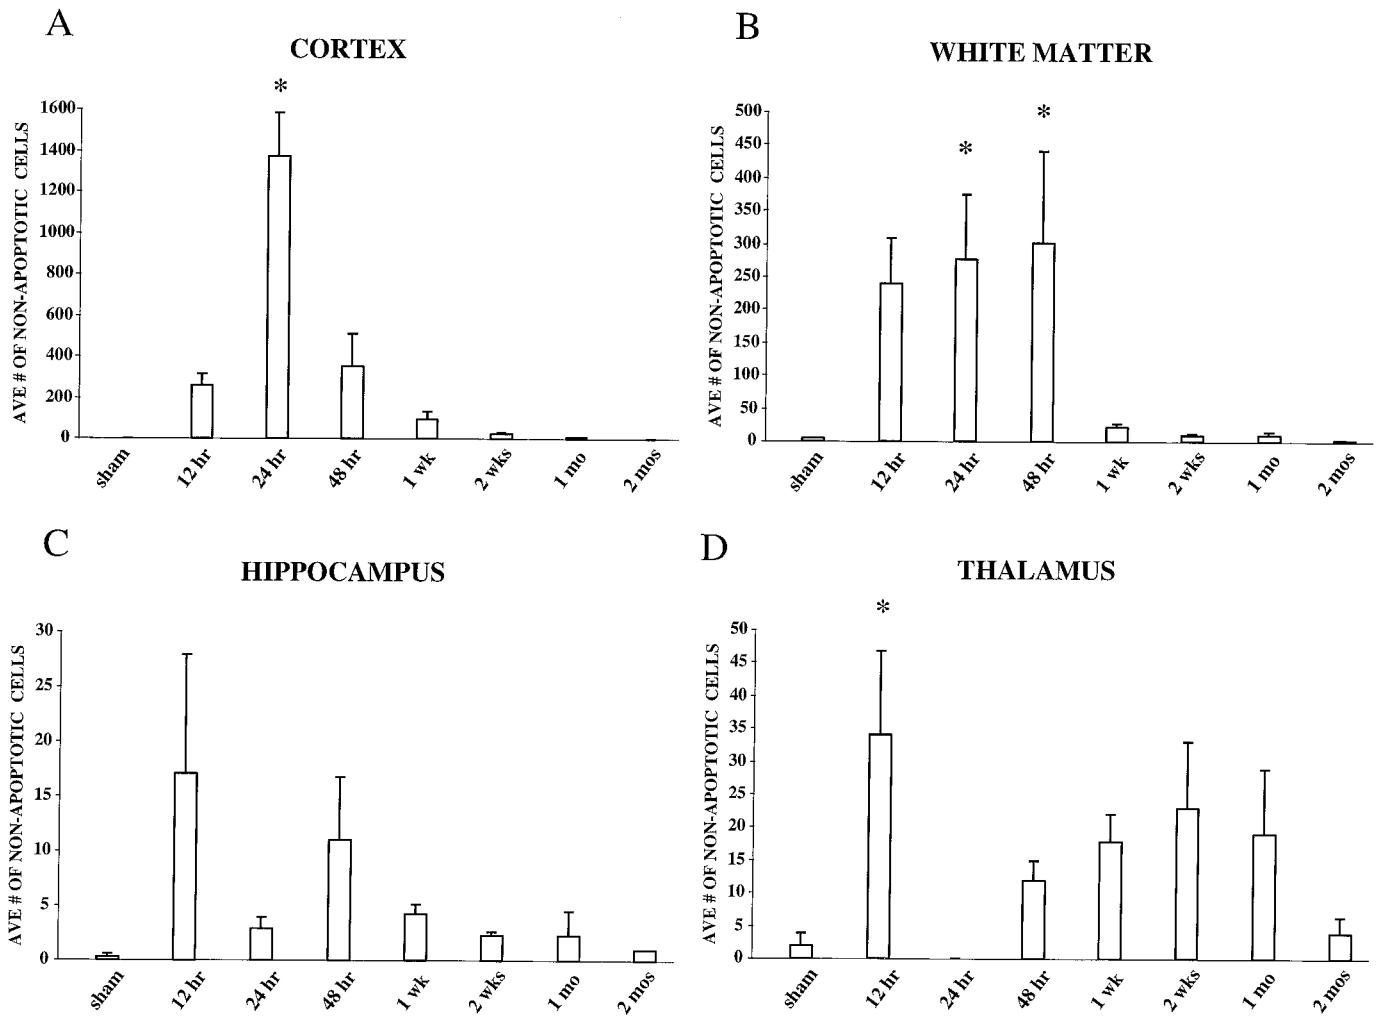 A
CORTEX
*
AVE # OF NON-APOPTOTIC CELLS
1600
1400
1200
1000
800
600
400
200
0
sham
12 hr
24 hr
48 hr
1 wk
2 wks
1 mo
2 mos
B
WHITE MATTER
*
*
AVE # OF NON-APOPTOTIC CELLS
500
450
400
350
300
250
200
150
100
50
0
sham
12 hr
24 hr
48 hr
1 wk
2 wks
1 mo
2 mos
C
HIPPOCAMPUS
AVE # OF NON-APOPTOTIC CELLS
30
25
20
15
10
5
0
sham
12 hr
24 hr
48 hr
1 wk
2 wks
1 mo
2 mos
D
THALAMUS
*
AVE # OF NON-APOPTOTIC CELLS
50
45
40
35
30
25
20
15
10
5
0
sham
12 hr
24 hr
48 hr
1 wk
2 wks
1 mo
2 mos